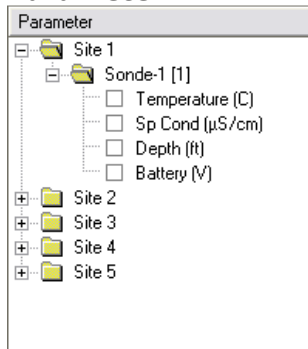 Parameter
Site 1
Sonde-1 [1]
Temperature (C)
Sp Cond (µS/cm)
Depth (ft)
Battery (V)
Site 2
Site 3
Site 4
Site 5